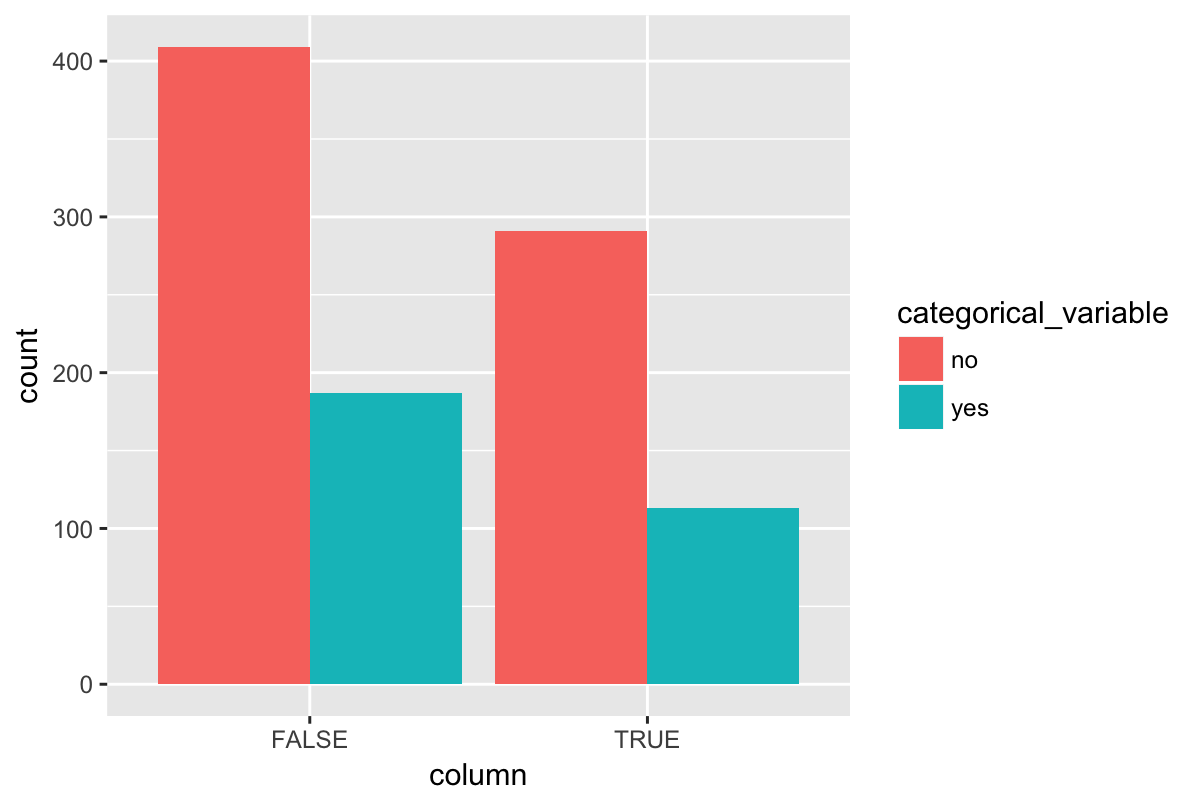 400
300
200
100
0
count
FALSE
TRUE
column
categorical_variable
no
yes